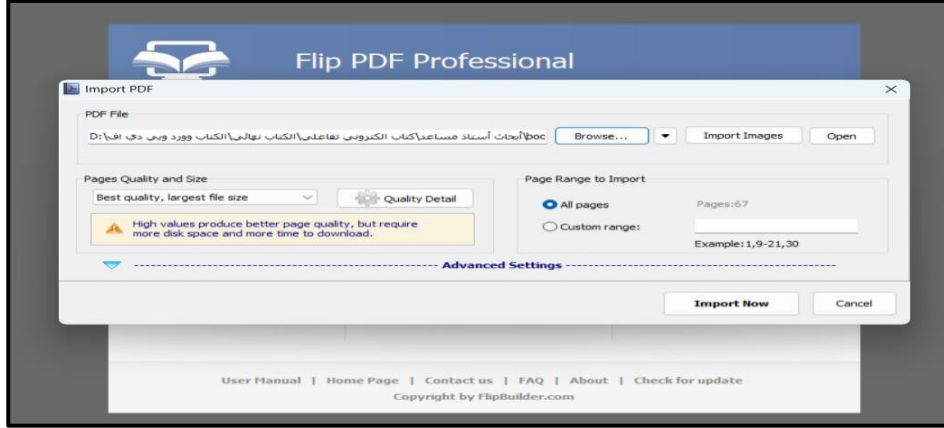 Flip PDF Professional
Import PDF
PDF File
D:\أبحاث أستاذ مساعد\كتاب الكتروني تفاعلي\الكتاب نهائي\الكتاب وورد وبي دي اف\boc
Browse...
Import Images
Open
Pages Quality and Size
Best quality, largest file size
Quality Detail
High values produce better page quality, but require
more disk space and more time to download.
Page Range to Import
All pages
Pages:67
Custom range:
Example:1,9-21,30
Advanced Settings
Import Now
Cancel
User Manual | Home Page | Contact us | FAQ | About | Check for update
Copyright by FlipBuilder.com